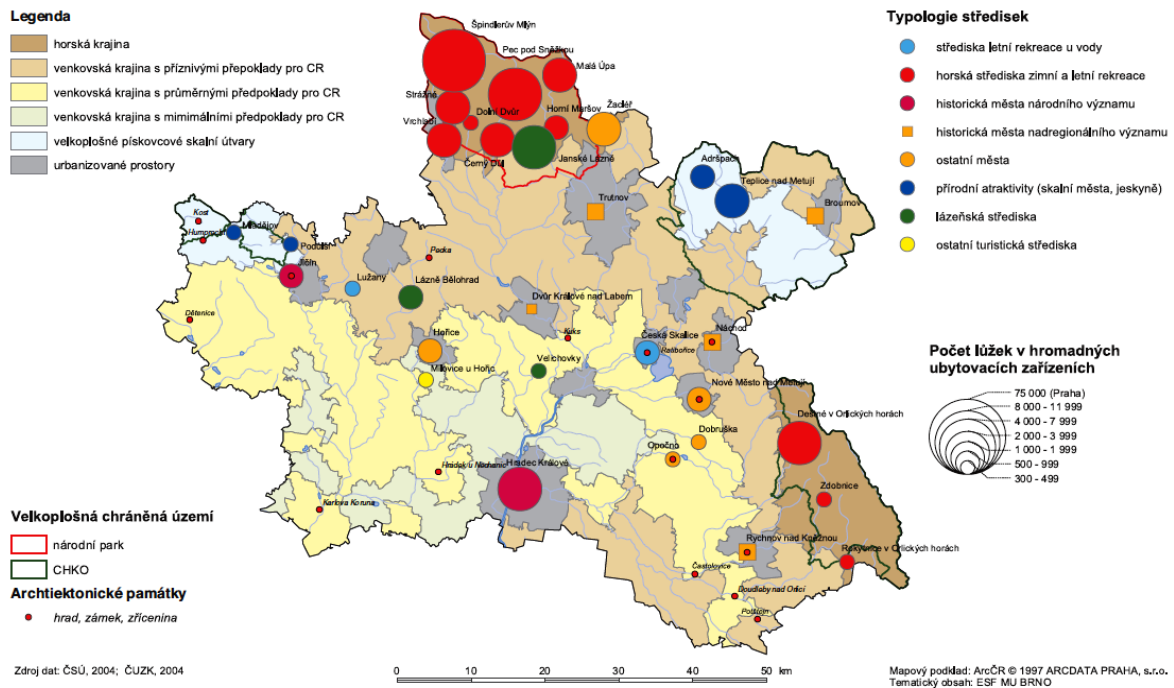 Legenda
horská krajina
venkovská krajina s příznivými přepoklady pro CR
venkovská krajina s průměrnými předpoklady pro CR
venkovská krajina s mimimálními předpoklady pro CR
velkoplošné pískovcové skalní útvary
urbanizované prostory
Typologie středisek
střediska letní rekreace u vody
horská střediska zimní a letní rekreace
historická města národního významu
historická města nadregionálního významu
ostatní města
přírodní atraktivity (skalní města, jeskyně)
lázeňská střediska
ostatní turistická střediska
Špindlerův Mlýn
Pec pod Sněžkou
Malá Úpa
Strážné
Dolní Dvůr
Horní Maršov
Žacléř
Vrchlabí
Černý Důl
Janské Lázně
Trutnov
Adršpach
Teplice nad Metují
Broumov
Kost
Humprecht
Mladějov
Podůlší
Jičín
Pecka
Lužany
Lázně Bělohrad
Dětenice
Dvůr Králové nad Labem
Hořice
Kuks
Česká Skalice
Ratibořice
Náchod
Velichovky
Milovice u Hořic
Nové Město nad Metují
Dobruška
Opočno
Deštné v Orlických horách
Hrádek u Nechanic
Hradec Králové
Zdobnice
Karlova Koruna
Rychnov nad Kněžnou
Rokytnice v Orlických horách
Častolovice
Doudleby nad Orlicí
Potštejn
Počet lůžek v hromadných
ubytovacích zařízeních
75 000 (Praha)
8 000 - 11 999
4 000 - 7 999
2 000 - 3 999
1 000 - 1 999
500 - 999
300 - 499
Velkoplošná chráněná území
národní park
CHKO
Archtiektonické památky
hrad, zámek, zřícenina
Zdroj dat: ČSÚ, 2004; ČUZK, 2004
0 10 20 30 40 50 km
Mapový podklad: ArcČR © 1997 ARCDATA PRAHA, s.r.o.
Tematický obsah: ESF MU BRNO